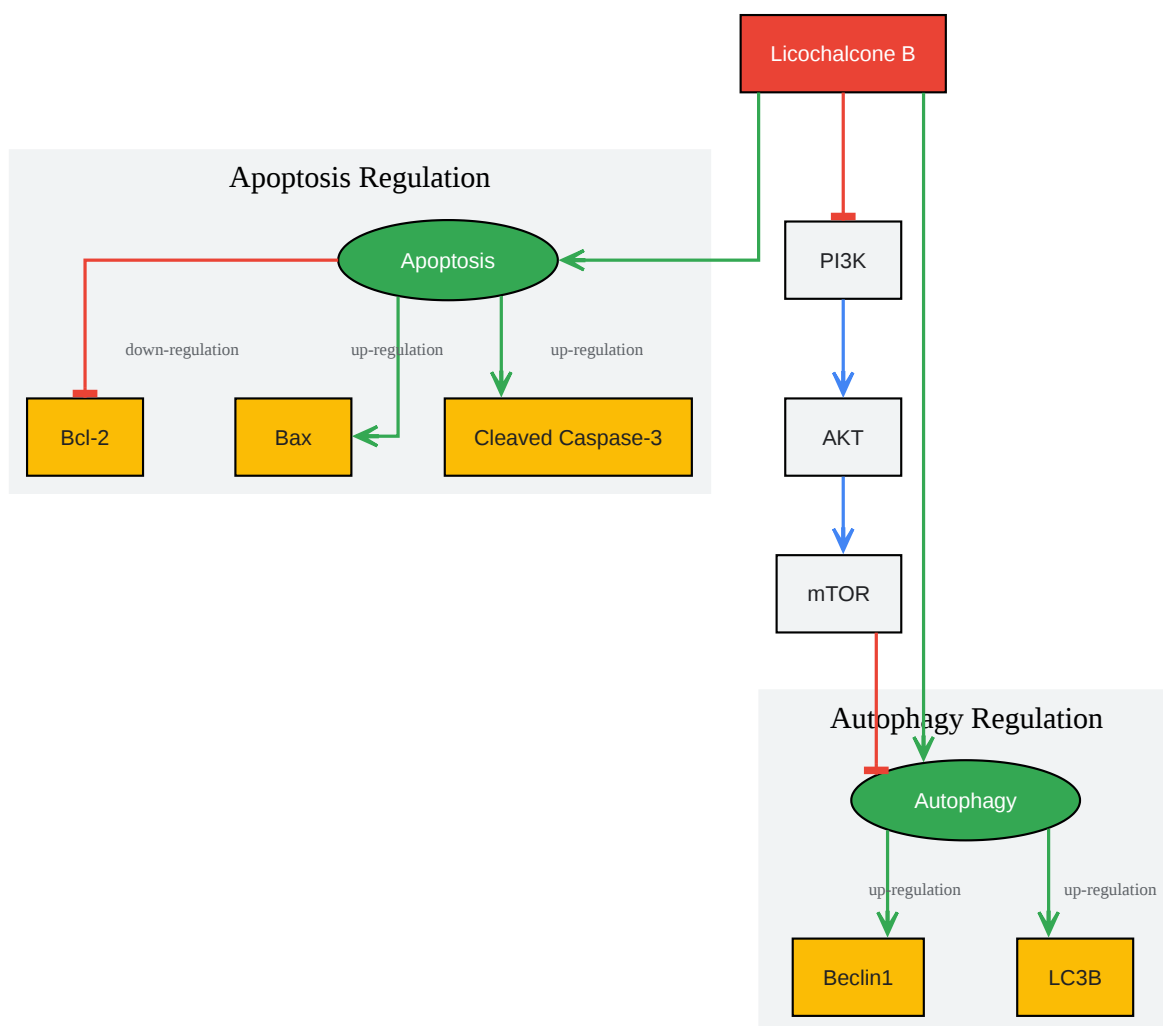 Licochalcone B
Apoptosis Regulation
Apoptosis
PI3K
down-regulation
up-regulation
up-regulation
Bcl-2
Bax
Cleaved Caspase-3
AKT
mTOR
Autophagy Regulation
Autophagy
up-regulation
up-regulation
Beclin1
LC3B